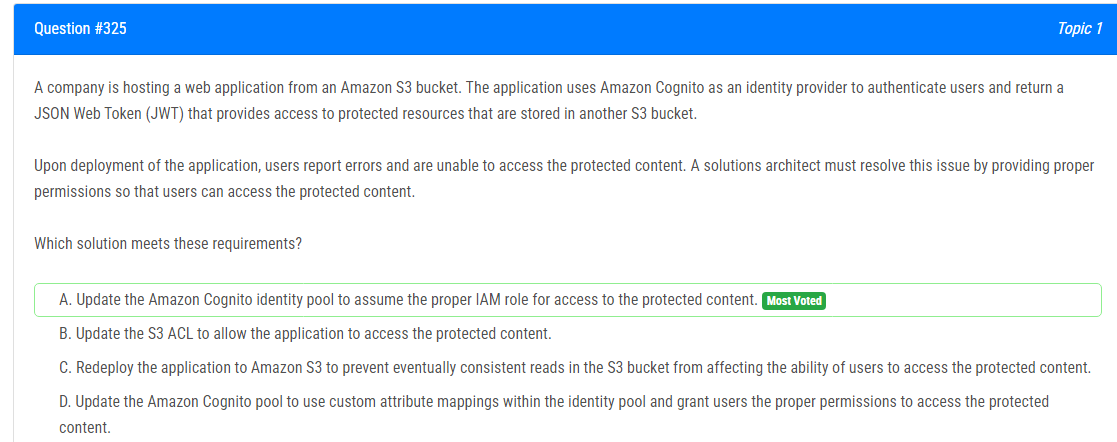 Question #325
Topic 1
A company is hosting a web application from an Amazon S3 bucket. The application uses Amazon Cognito as an identity provider to authenticate users and return a
JSON Web Token (JWT) that provides access to protected resources that are stored in another S3 bucket.
Upon deployment of the application, users report errors and are unable to access the protected content. A solutions architect must resolve this issue by providing proper
permissions so that users can access the protected content.
Which solution meets these requirements?
A. Update the Amazon Cognito identity pool to assume the proper IAM role for access to the protected content. Most Voted
B. Update the S3 ACL to allow the application to access the protected content.
C. Redeploy the application to Amazon S3 to prevent eventually consistent reads in the S3 bucket from affecting the ability of users to access the protected content.
D. Update the Amazon Cognito pool to use custom attribute mappings within the identity pool and grant users the proper permissions to access the protected
content.